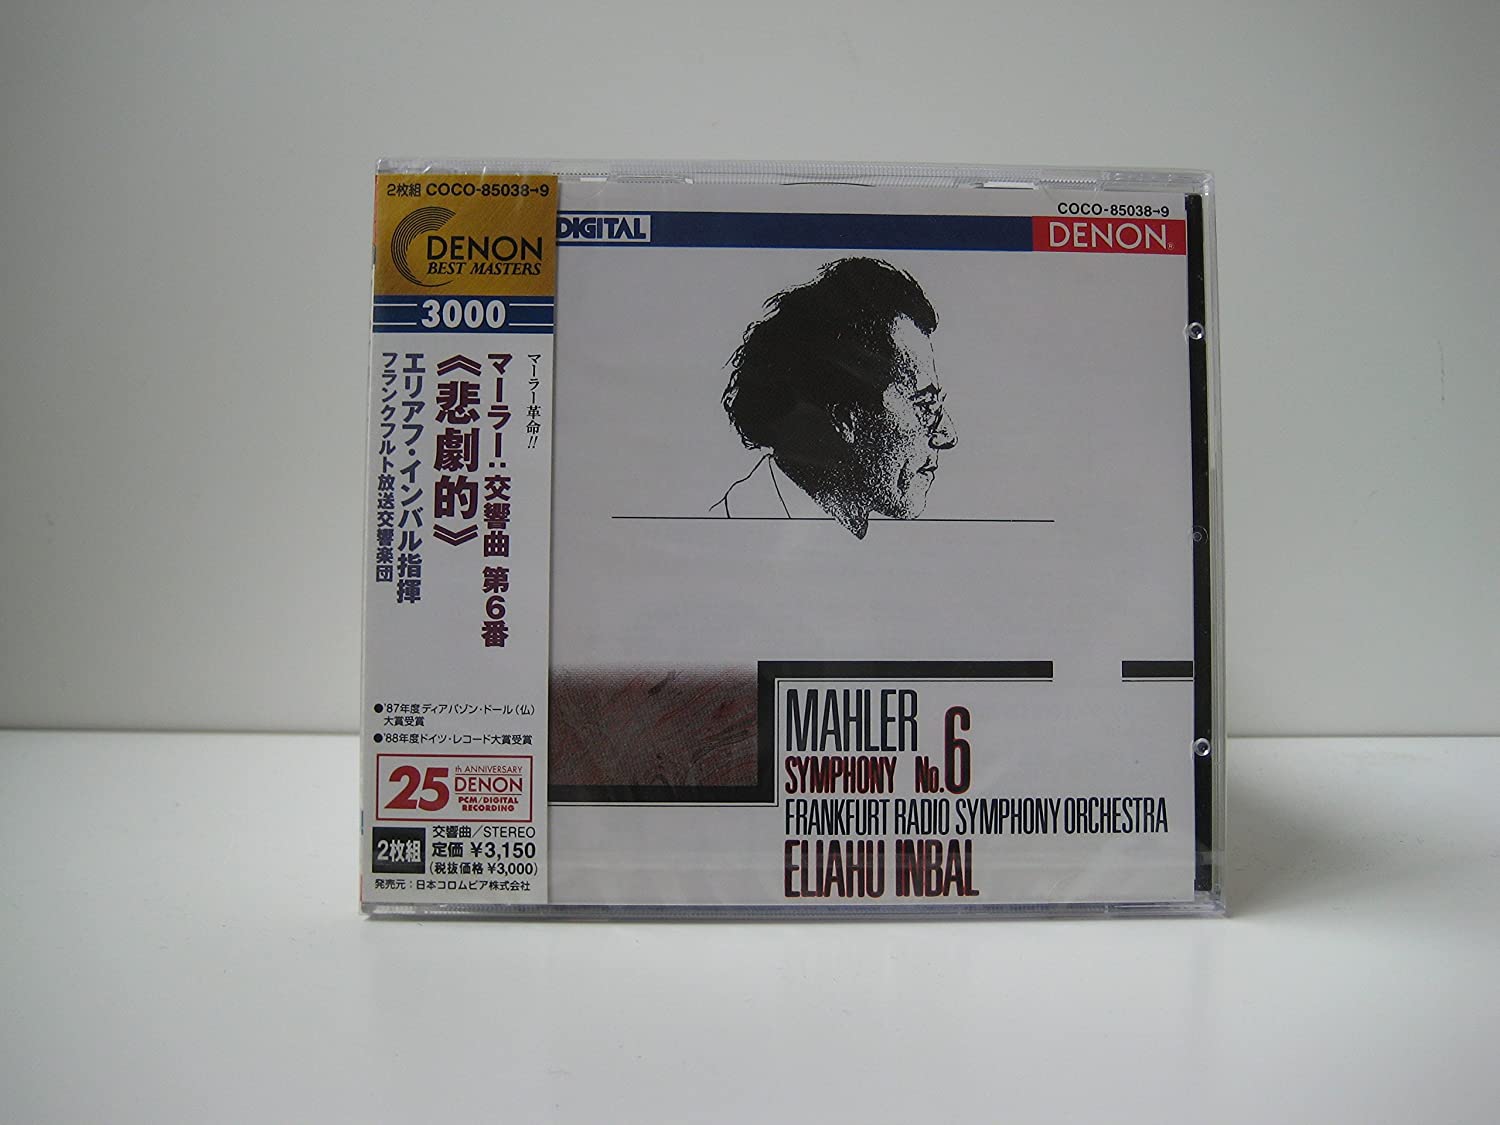 2枚組 COCO-85038→9
DENON
BEST MASTERS
3000
マーラー革命!!
マーラー:交響曲 第6番
《悲劇的》
エリアフ・インバル指揮
フランクフルト放送交響楽団
●'87年度ディアパゾン・ドール(仏)
大賞受賞
●'88年度ドイツ・レコード大賞受賞
25th ANNIVERSARY
DENON
PCM/DIGITAL
RECORDING
2枚組
交響曲/STEREO
定価 ¥3,150
(税抜価格 ¥3,000)
発売元:日本コロムビア株式会社
COCO-85038→9
DIGITAL
DENON®
MAHLER
SYMPHONY No.6
FRANKFURT RADIO SYMPHONY ORCHESTRA
ELIAHU INBAL